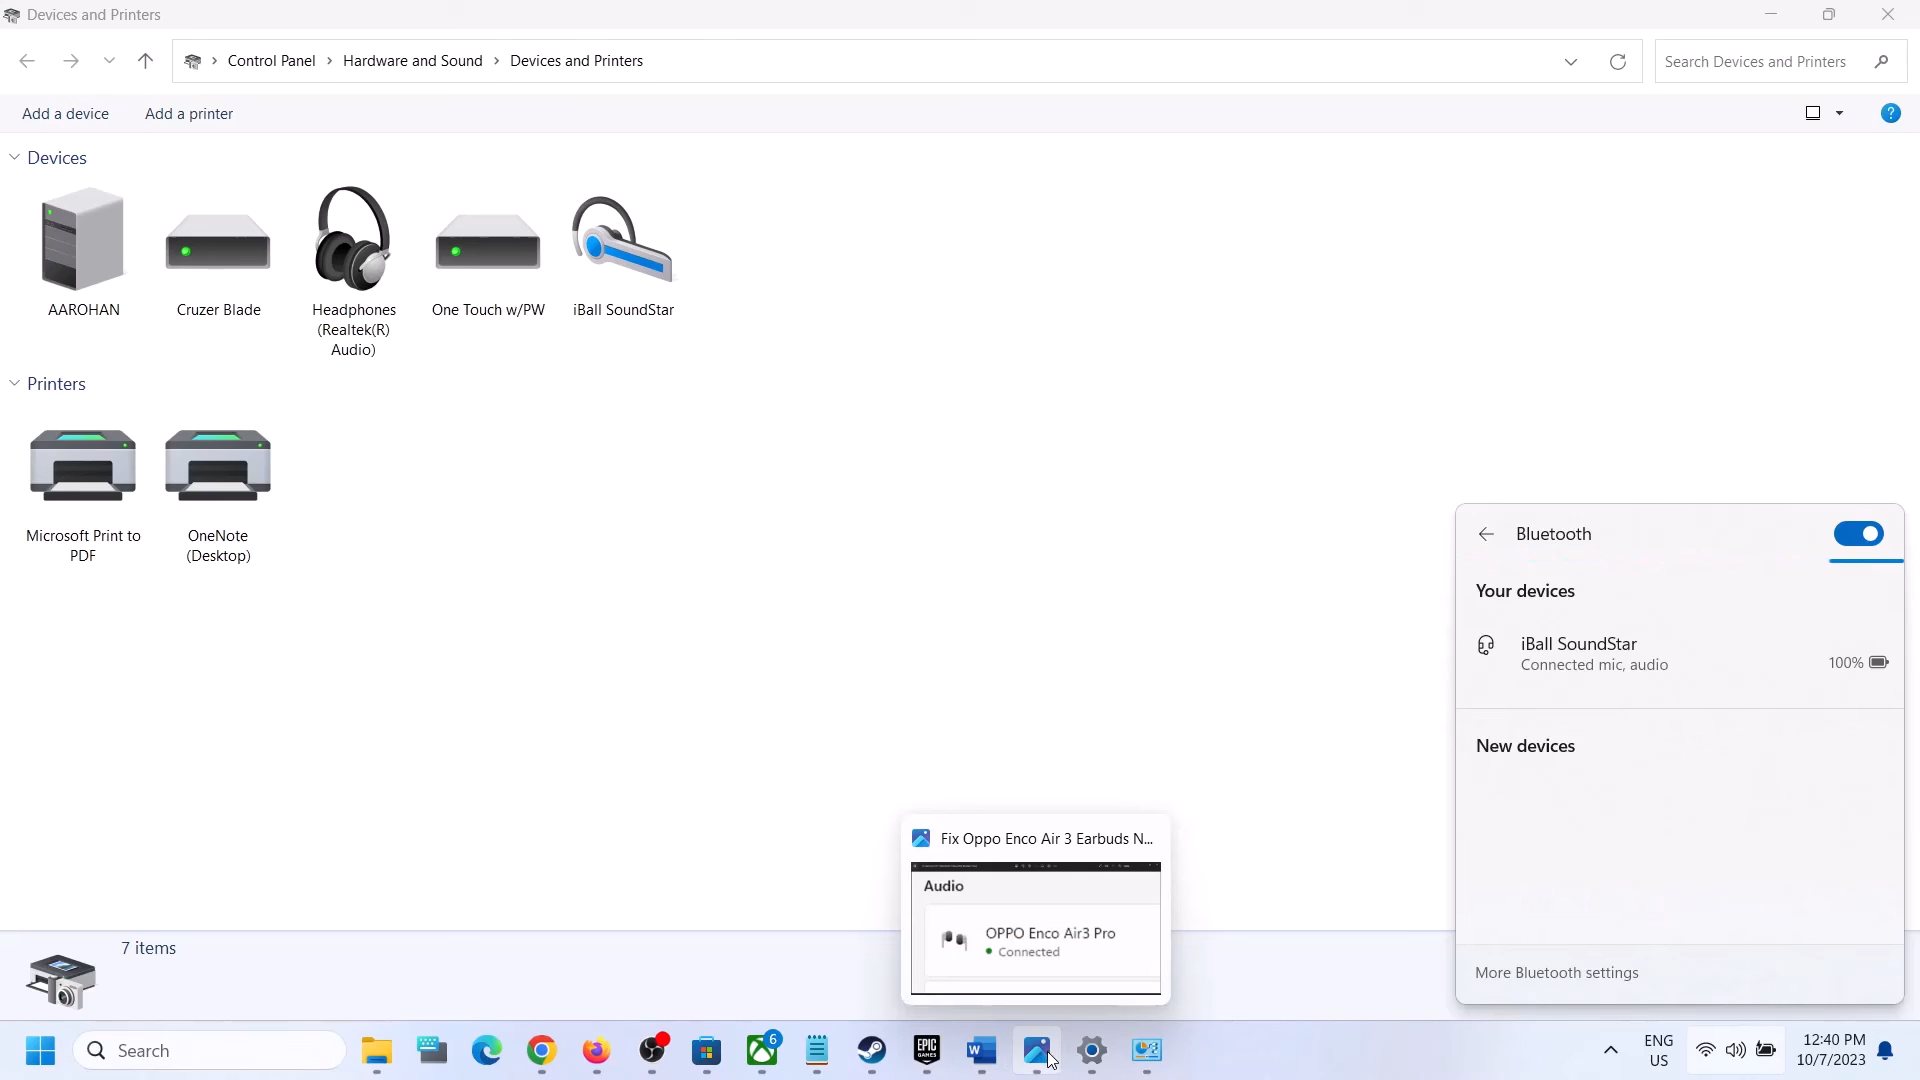 Devices and Printers
Control Panel > Hardware and Sound > Devices and Printers
Search Devices and Printers
Add a device
Add a printer
?
Devices
AAROHAN
Cruzer Blade
Headphones
(Realtek(R)
Audio)
One Touch w/PW
iBall SoundStar
Printers
Microsoft Print to
PDF
OneNote
(Desktop)
Bluetooth
Your devices
iBall SoundStar
Connected mic, audio
100%
New devices
More Bluetooth settings
Fix Oppo Enco Air 3 Earbuds N...
Audio
OPPO Enco Air3 Pro
Connected
7 items
Search
6
EPIC
GAMES
W
ENG
US
12:40 PM
10/7/2023